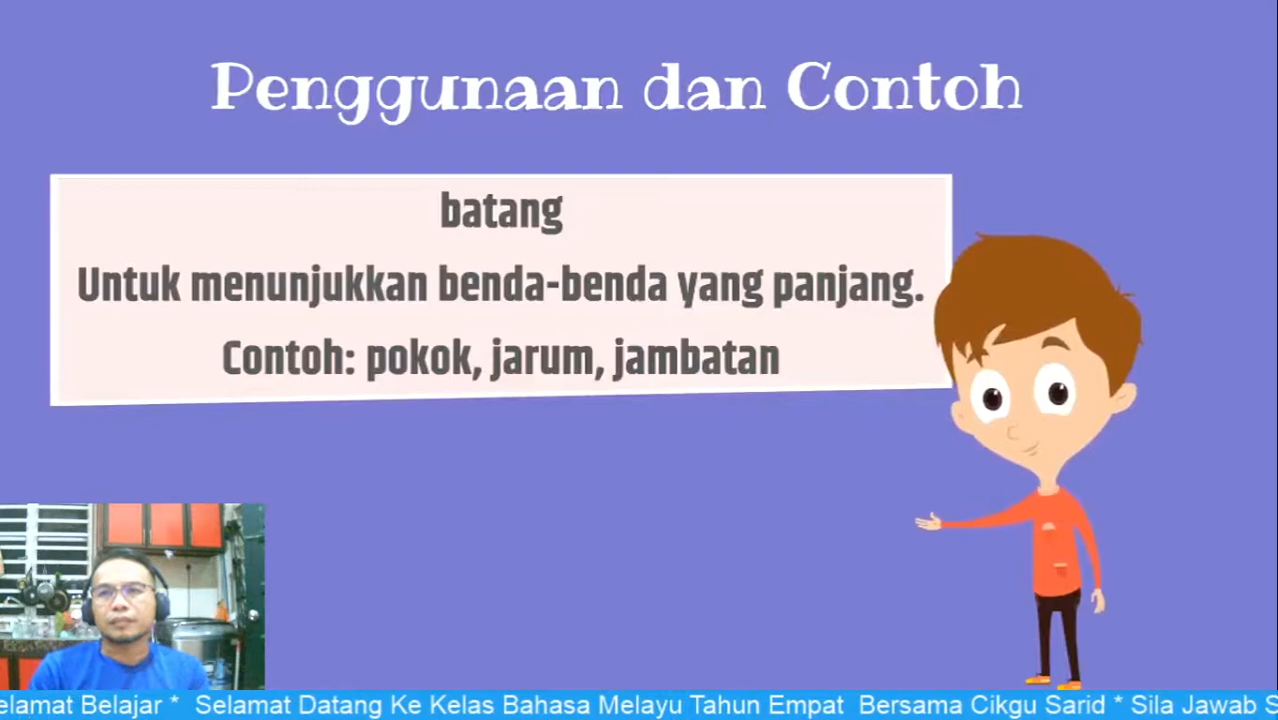 Penggunaan dan Contoh
batang
Untuk menunjukkan benda-benda yang panjang.
Contoh: pokok, jarum, jambatan
elamat Belajar * Selamat Datang Ke Kelas Bahasa Melayu Tahun Empat Bersama Cikgu Sarid * Sila Jawab S